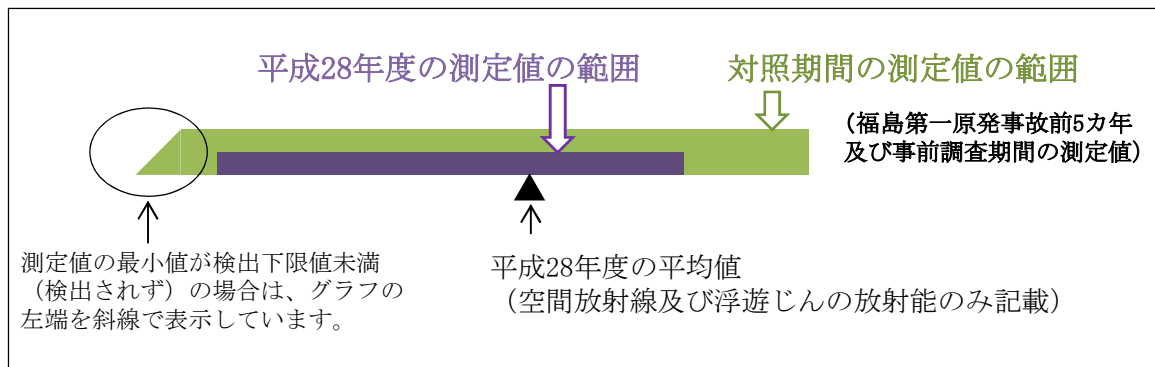 平成28年度の測定値の範囲
対照期間の測定値の範囲
(福島第一原発事故前5カ年
及び事前調査期間の測定値)
測定値の最小値が検出下限値未満
（検出されず）の場合は、グラフの
左端を斜線で表示しています。
平成28年度の平均値
（空間放射線及び浮遊じんの放射能のみ記載）